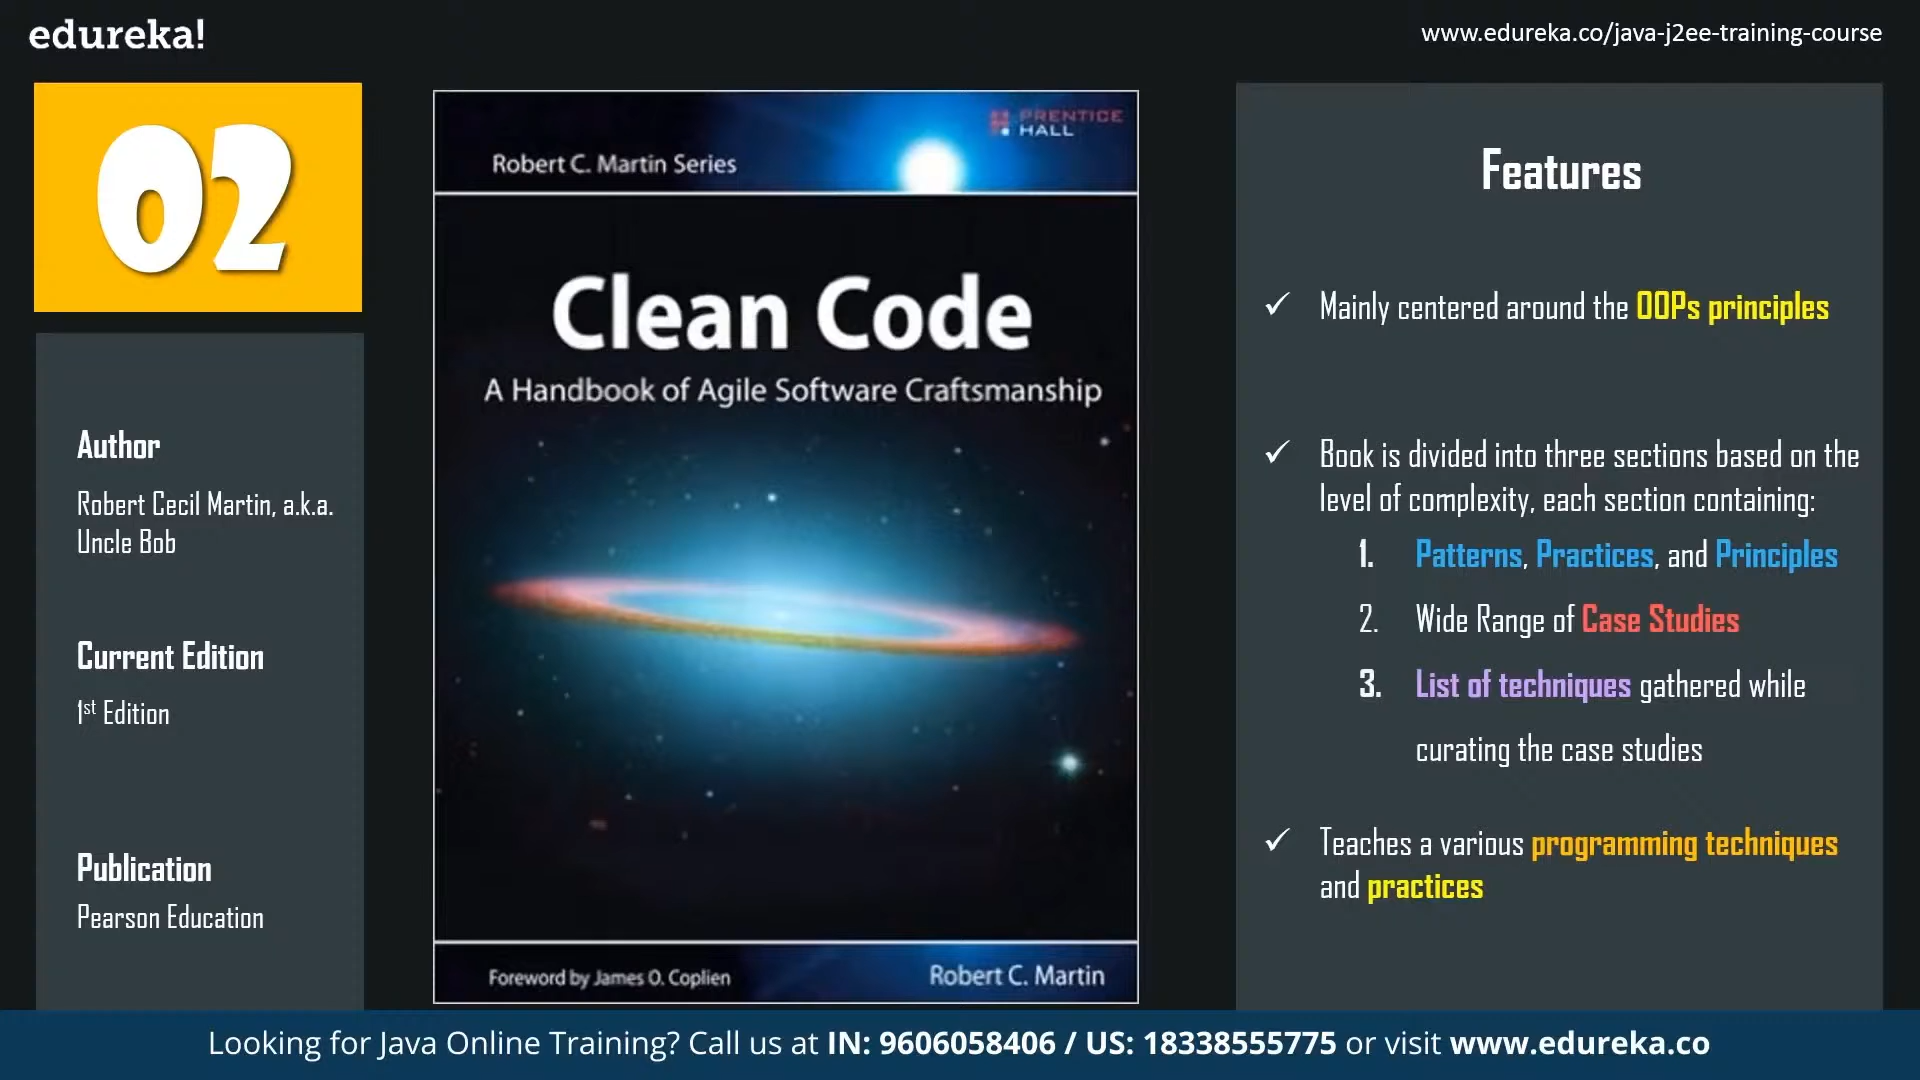 edureka!
www.edureka.co/java-j2ee-training-course
02
Author
Robert Cecil Martin, a.k.a.
Uncle Bob
Current Edition
1st Edition
Publication
Pearson Education
PRENTICE
HALL
Robert C. Martin Series
Clean Code
A Handbook of Agile Software Craftsmanship
Foreword by James O. Coplien
Robert C. Martin
Features
✓ Mainly centered around the OOPs principles
✓ Book is divided into three sections based on the
level of complexity, each section containing:
1. Patterns, Practices, and Principles
2. Wide Range of Case Studies
3. List of techniques gathered while
curating the case studies
✓ Teaches a various programming techniques
and practices
Looking for Java Online Training? Call us at IN: 9606058406 / US: 18338555775 or visit www.edureka.co